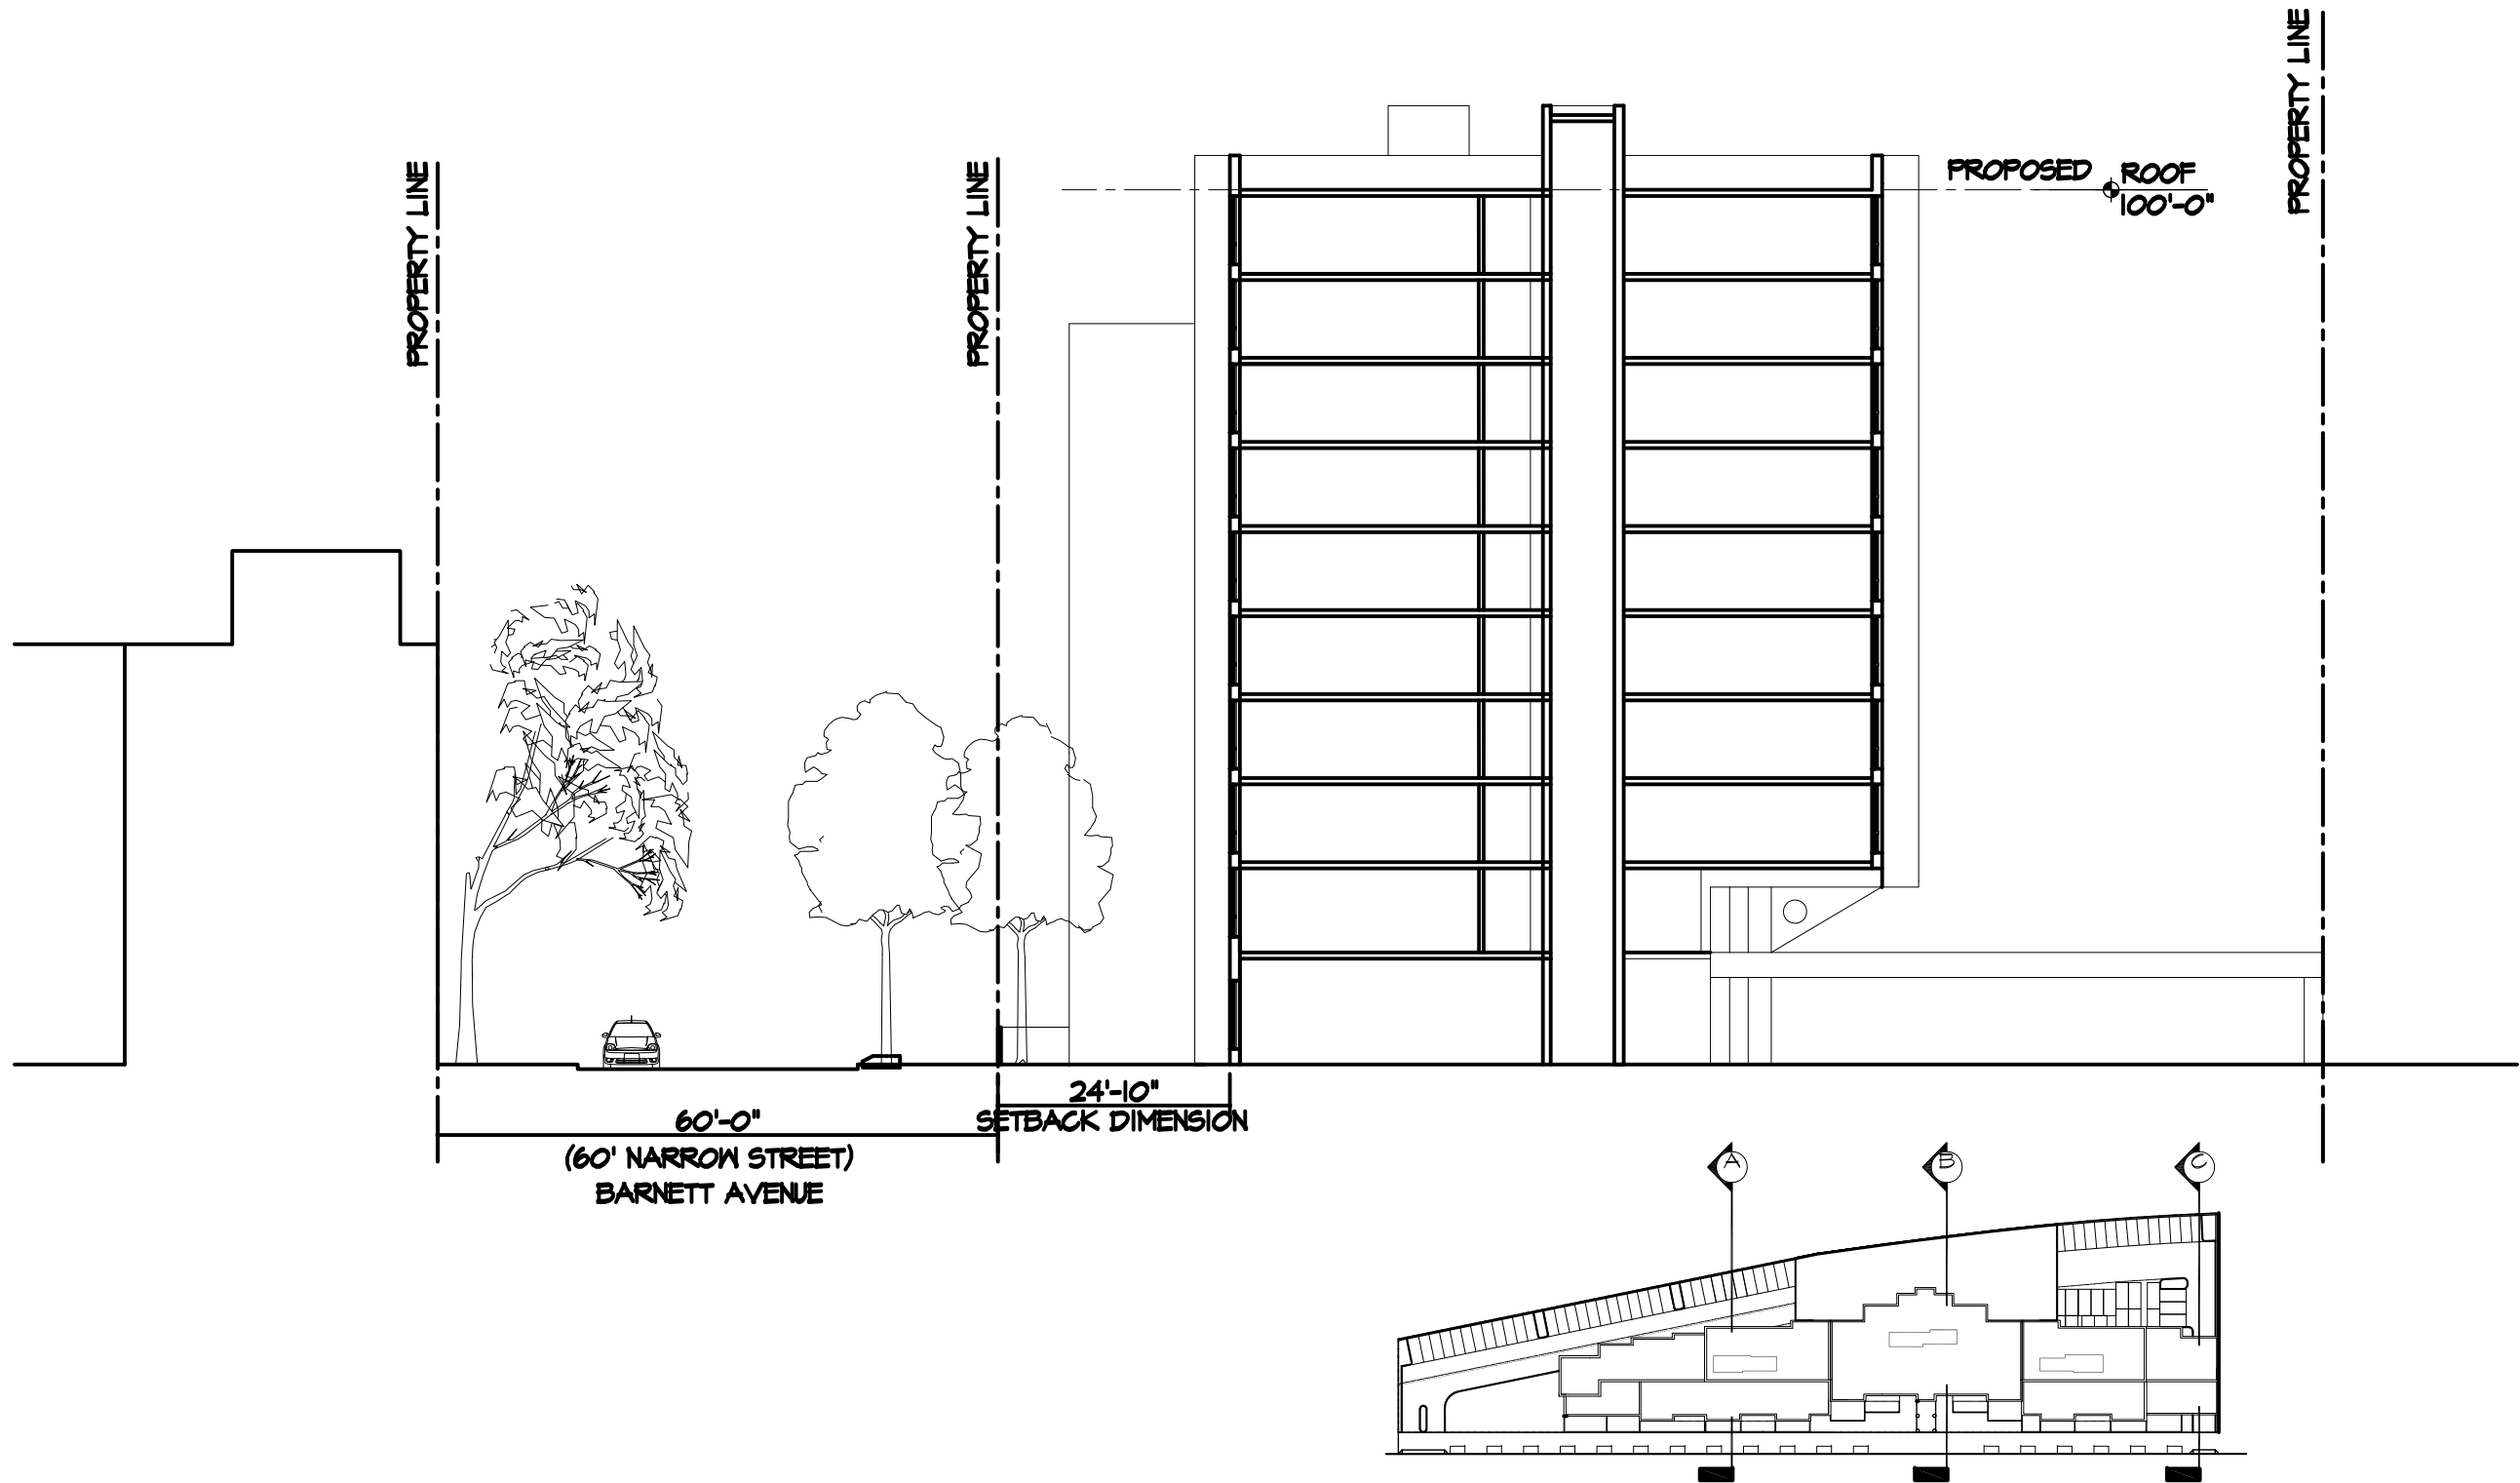 PROPERTY LINE
PROPERTY LINE
PROPERTY LINE
PROPOSED
ROOF
100'-0"
24'-10"
SETBACK DIMENSION
60'-0"
(60' NARROW STREET)
BARNETT AVENUE
A
B
C